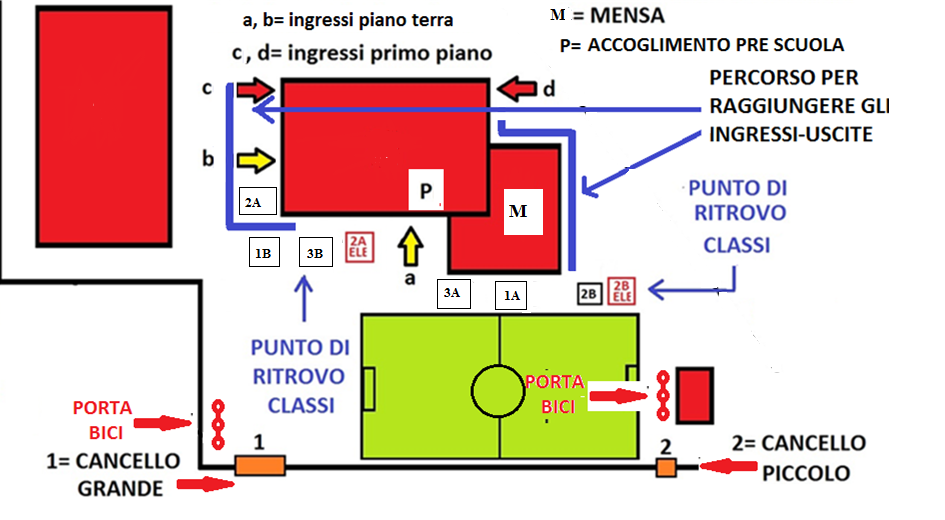 a, b= ingressi piano terra
c , d= ingressi primo piano
M = MENSA
P= ACCOGLIMENTO PRE SCUOLA
PERCORSO PER
RAGGIUNGERE GLI
INGRESSI-USCITE
c
d
b
P
M
2A
1B
3B
2A
ELE
a
3A
1A
2B
2B
ELE
PUNTO DI
RITROVO
CLASSI
PUNTO DI
RITROVO
CLASSI
PORTA
BICI
PORTA
BICI
1
1= CANCELLO
GRANDE
2
2= CANCELLO
PICCOLO